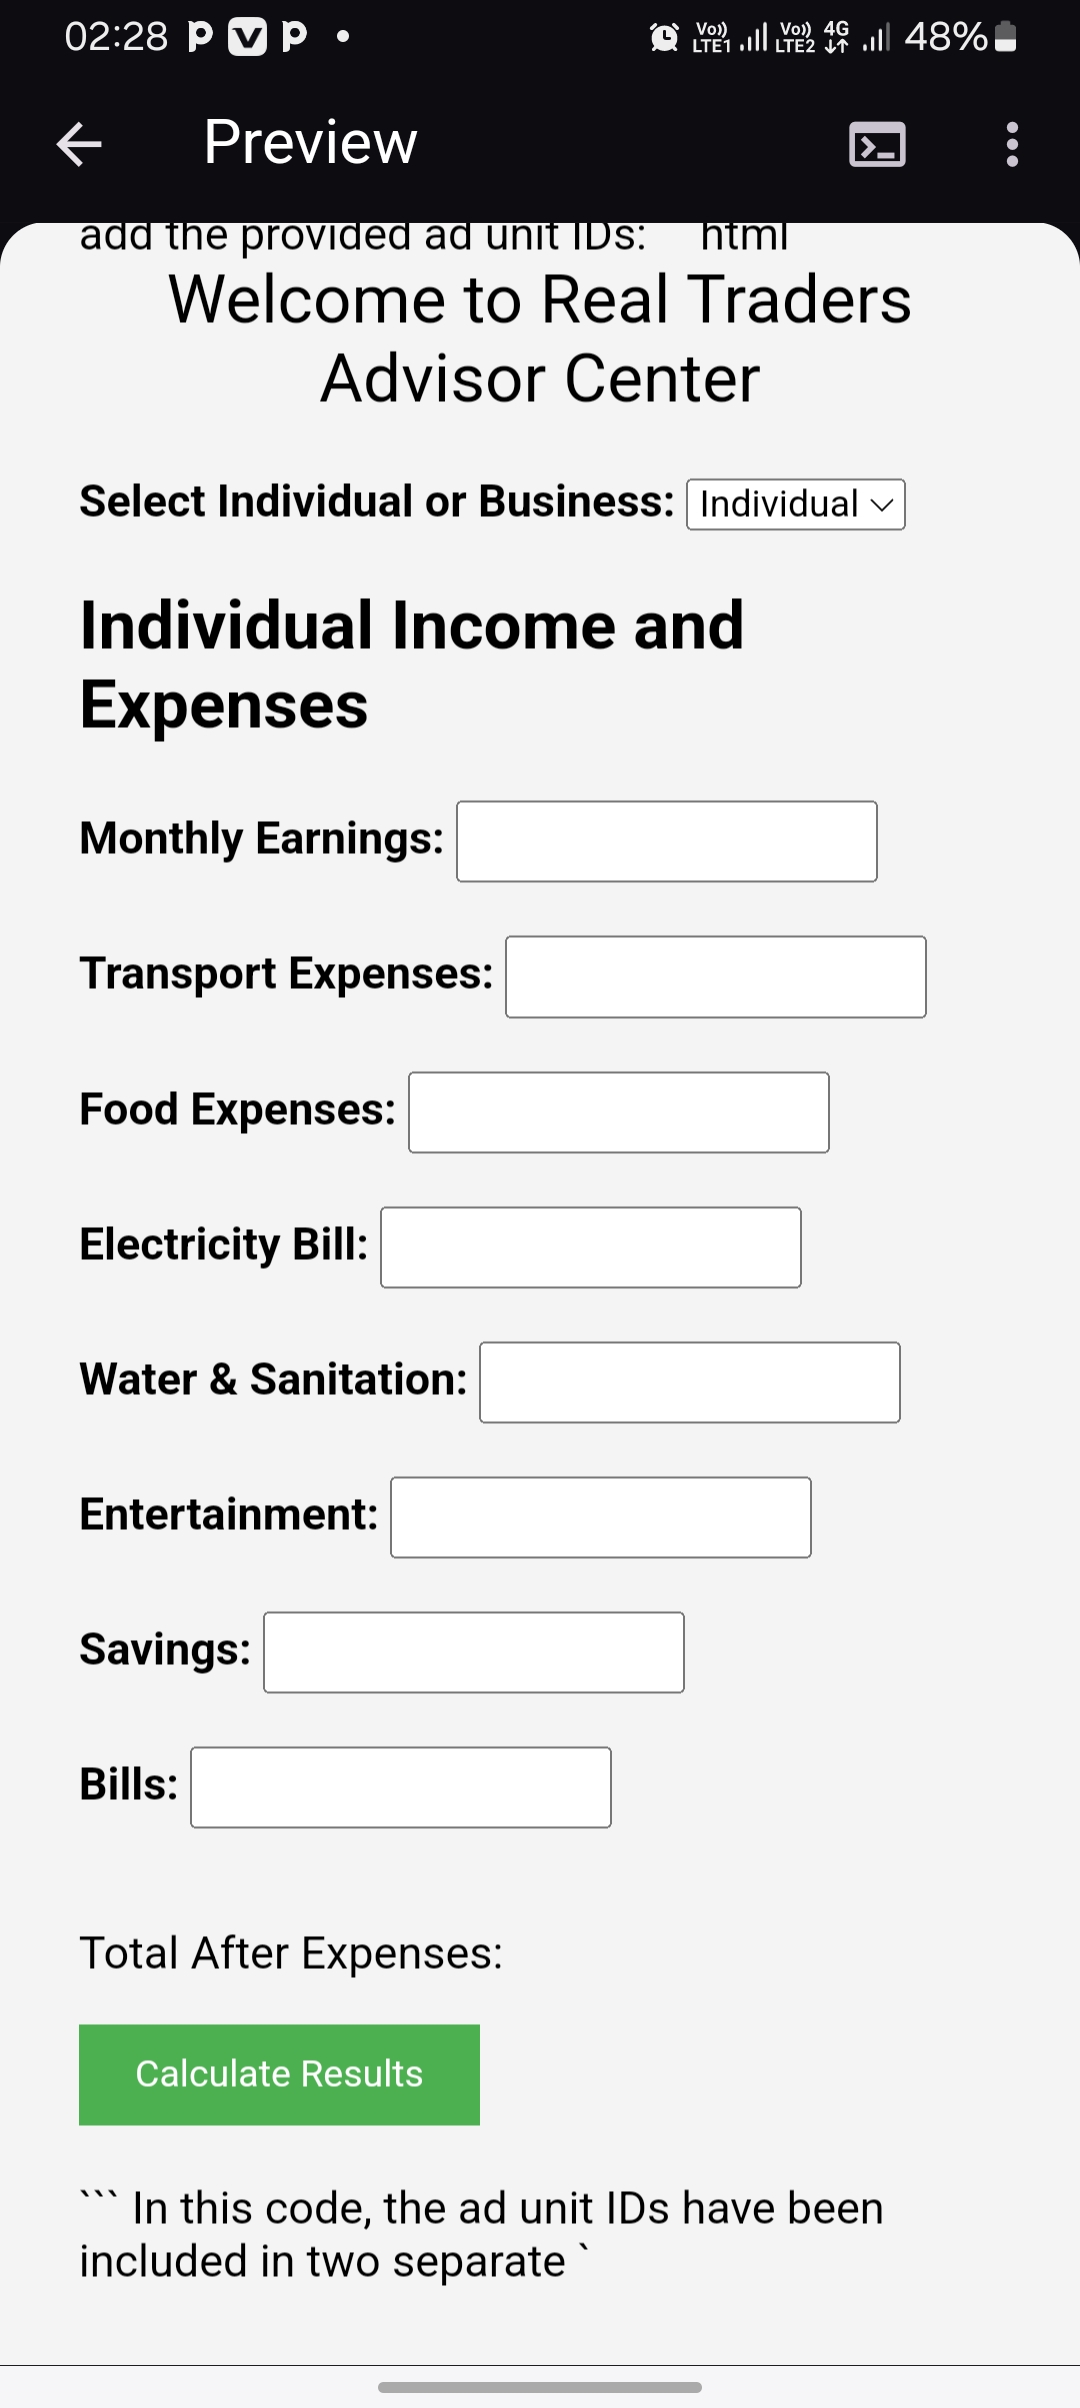 02:28
Vo)) LTE1 Vo)) LTE2 4G 48%
Preview
add the provided ad unit IDs: html
Welcome to Real Traders
Advisor Center
Select Individual or Business: Individual
Individual Income and
Expenses
Monthly Earnings:
Transport Expenses:
Food Expenses:
Electricity Bill:
Water & Sanitation:
Entertainment:
Savings:
Bills:
Total After Expenses:
Calculate Results
``` In this code, the ad unit IDs have been
included in two separate `